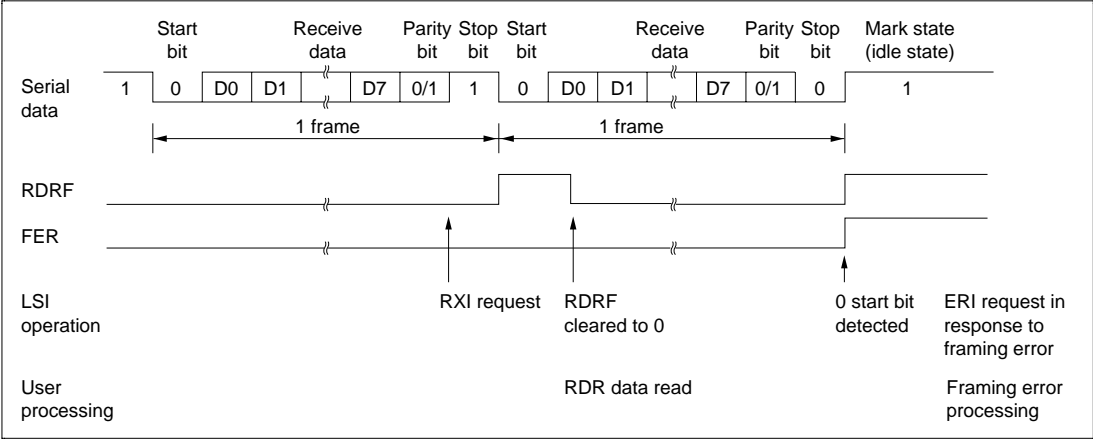 Start bit Receive data Parity bit Stop bit Start bit Receive data Parity bit Stop bit Mark state (idle state)
Serial data 1 0 D0 D1 D7 0/1 1 0 D0 D1 D7 0/1 0 1
1 frame 1 frame
RDRF
FER
LSI operation RXI request RDRF cleared to 0 0 start bit detected ERI request in response to framing error
User processing RDR data read Framing error processing